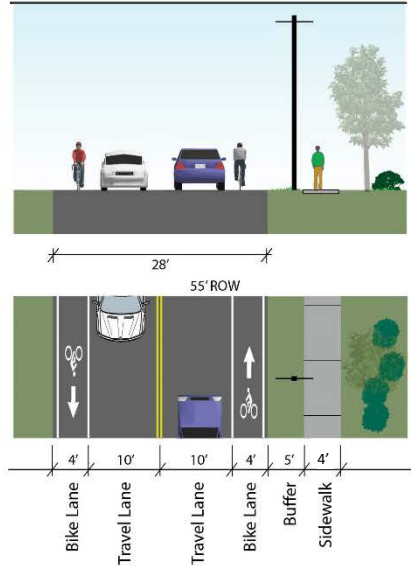 28'
55' ROW
4' 10' 10' 4' 5' 4'
Bike Lane
Travel Lane
Travel Lane
Bike Lane
Buffer
Sidewalk